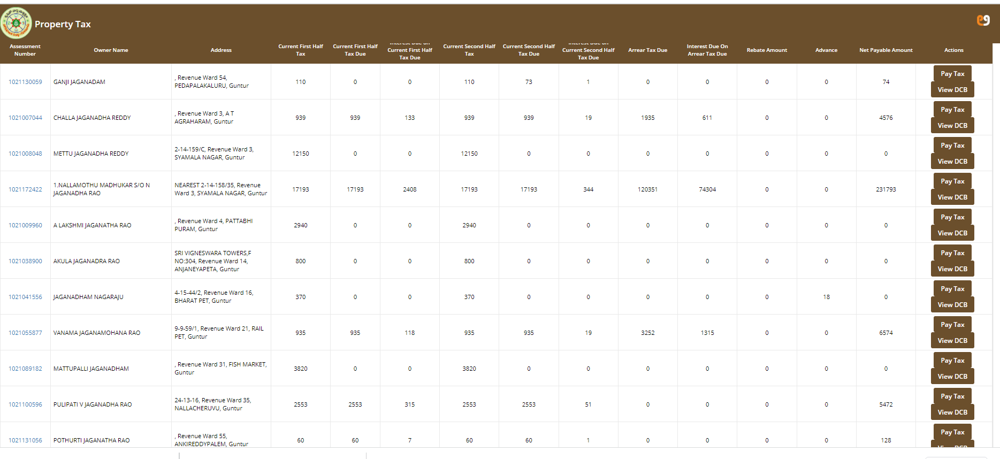 Property Tax
Assessment Number
Owner Name
Address
Current First Half Tax
Current First Half Tax Due
Interest Due On Current First Half Tax Due
Current Second Half Tax
Current Second Half Tax Due
Interest Due On Current Second Half Tax Due
Arrear Tax Due
Interest Due On Arrear Tax Due
Rebate Amount
Advance
Net Payable Amount
Actions
1021130059 GANJI JAGANADAM , Revenue Ward 54, PEDAPALAKALURU, Guntur 110 0 0 110 73 1 0 0 0 0 74 Pay Tax View DCB
1021007044 CHALLA JAGANADHA REDDY , Revenue Ward 3, A T AGRAHARAM, Guntur 939 939 133 939 939 19 1935 611 0 0 4576 Pay Tax View DCB
1021008048 METTU JAGANADHA REDDY 2-14-159/C, Revenue Ward 3, SYAMALA NAGAR, Guntur 12150 0 0 12150 0 0 0 0 0 0 0 Pay Tax View DCB
1021172422 1.NALLAMOTHU MADHUKAR S/O N JAGANADHA RAO NEAREST 2-14-158/35, Revenue Ward 3, SYAMALA NAGAR, Guntur 17193 17193 2408 17193 17193 344 120351 74304 0 0 231793 Pay Tax View DCB
1021009960 A LAKSHMI JAGANATHA RAO , Revenue Ward 4, PATTABHI PURAM, Guntur 2940 0 0 2940 0 0 0 0 0 0 0 Pay Tax View DCB
1021038900 AKULA JAGANADRA RAO SRI VIGNESWARA TOWERS,F NO:304, Revenue Ward 14, ANJANEYAPETA, Guntur 800 0 0 800 0 0 0 0 0 0 0 Pay Tax View DCB
1021041556 JAGANADHAM NAGARAJU 4-15-44/2, Revenue Ward 16, BHARAT PET, Guntur 370 0 0 370 0 0 0 0 0 18 0 Pay Tax View DCB
1021055877 VANAMA JAGANAMOHANA RAO 9-9-59/1, Revenue Ward 21, RAIL PET, Guntur 935 935 118 935 935 19 3252 1315 0 0 6574 Pay Tax View DCB
1021089182 MATTUPALLI JAGANADHAM , Revenue Ward 31, FISH MARKET, Guntur 3820 0 0 3820 0 0 0 0 0 0 0 Pay Tax View DCB
1021100596 PULIPATI V JAGANADHA RAO 24-13-16, Revenue Ward 35, NALLACHERUVU, Guntur 2553 2553 315 2553 2553 51 0 0 0 0 5472 Pay Tax View DCB
1021131056 POTHURTI JAGANATHA RAO , Revenue Ward 55, ANKIREDDYPALEM, Guntur 60 60 7 60 60 1 0 0 0 0 128 Pay Tax View DCB